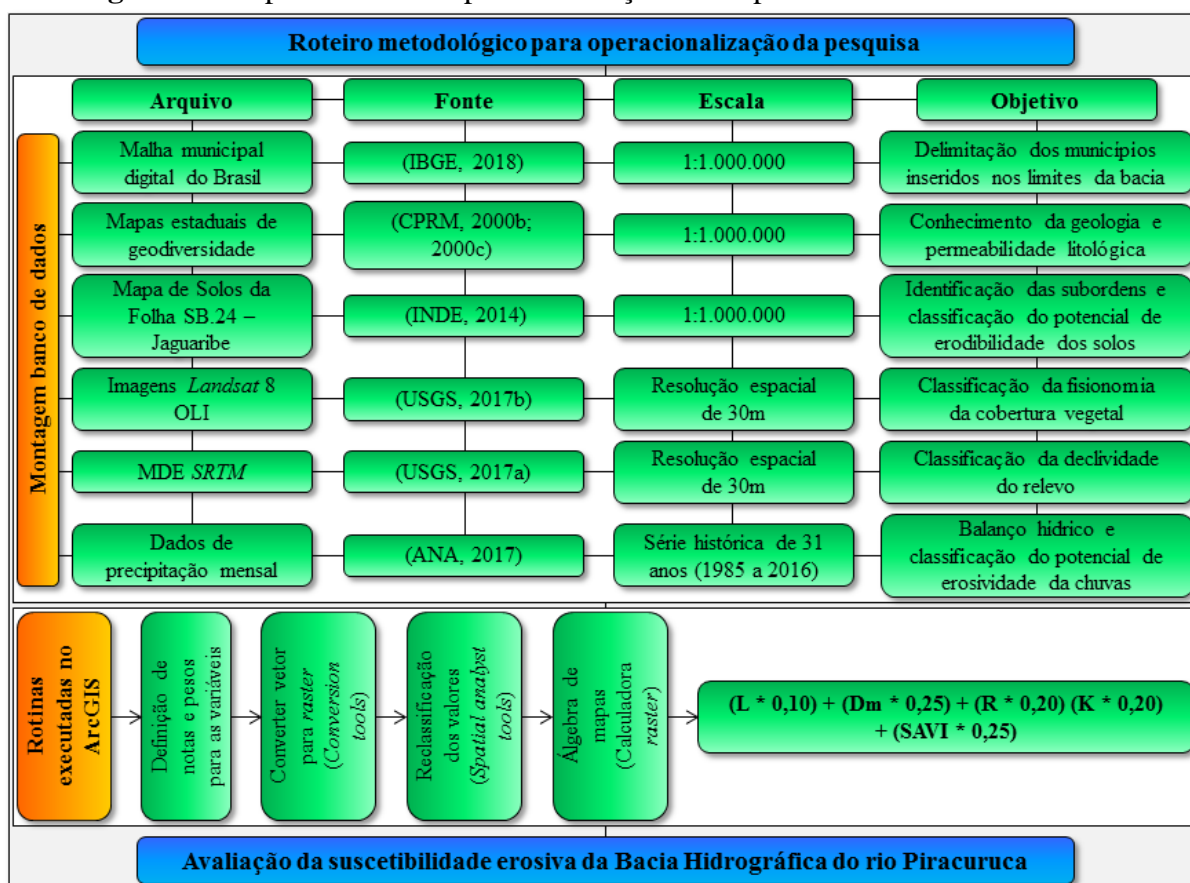 Roteiro metodológico para operacionalização da pesquisa
Arquivo
Fonte
Escala
Objetivo
Montagem banco de dados
Malha municipal
digital do Brasil
(IBGE, 2018)
1:1.000.000
Delimitação dos municípios
inseridos nos limites da bacia
Mapas estaduais de
geodiversidade
(CPRM, 2000b;
2000c)
1:1.000.000
Conhecimento da geologia e
permeabilidade litológica
Mapa de Solos da
Folha SB.24 –
Jaguaribe
(INDE, 2014)
1:1.000.000
Identificação das subordens e
classificação do potencial de
erodibilidade dos solos
Imagens Landsat 8
OLI
(USGS, 2017b)
Resolução espacial
de 30m
Classificação da fisionomia
da cobertura vegetal
MDE SRTM
(USGS, 2017a)
Resolução espacial
de 30m
Classificação da declividade
do relevo
Dados de
precipitação mensal
(ANA, 2017)
Série histórica de 31
anos (1985 a 2016)
Balanço hídrico e
classificação do potencial de
erosividade da chuvas
Rotinas
executadas no
ArcGIS
Definição de
notas e pesos
para as variáveis
Converter vetor
para raster
(Conversion
tools)
Reclassificação
dos valores
(Spatial analyst
tools)
Álgebra de
mapas
(Calculadora
raster)
(L * 0,10) + (Dm * 0,25) + (R * 0,20) (K * 0,20)
+ (SAVI * 0,25)
Avaliação da suscetibilidade erosiva da Bacia Hidrográfica do rio Piracuruca